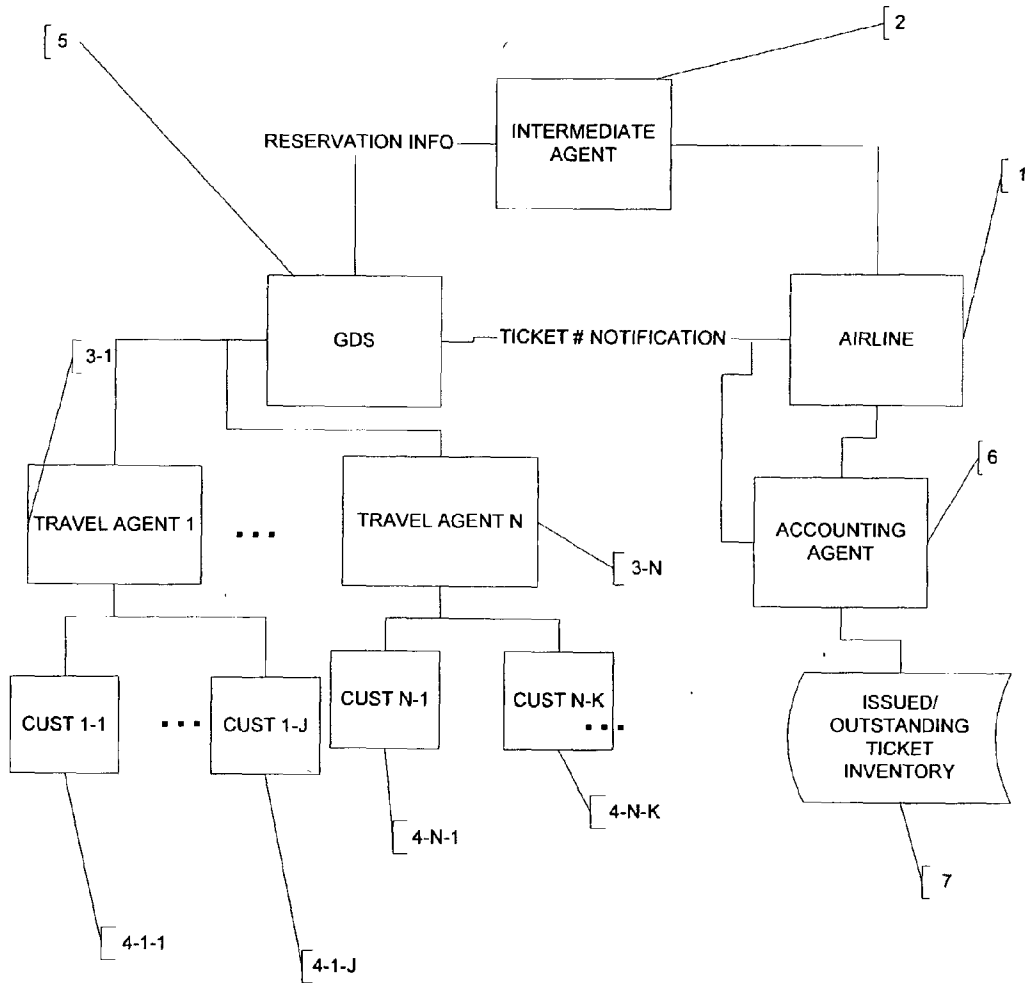 5
2
INTERMEDIATE
AGENT
RESERVATION INFO
1
GDS
TICKET # NOTIFICATION
AIRLINE
3-1
TRAVEL AGENT 1
...
TRAVEL AGENT N
6
ACCOUNTING
AGENT
3-N
CUST 1-1
...
CUST 1-J
CUST N-1
CUST N-K
...
ISSUED/
OUTSTANDING
TICKET
INVENTORY
4-N-1
4-N-K
7
4-1-1
4-1-J